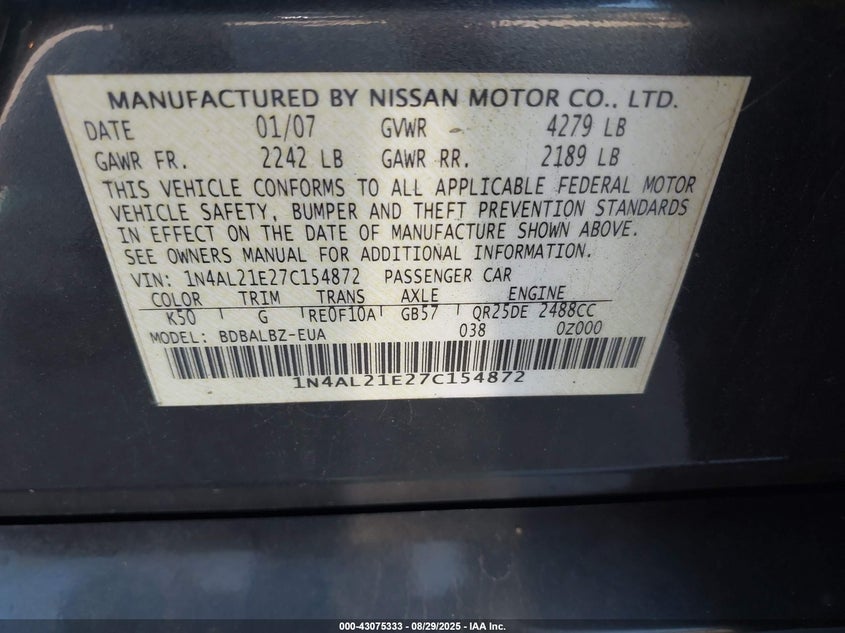 MANUFACTURED BY NISSAN MOTOR CO., LTD.
DATE 01/07 GVWR 4279 LB
GAWR FR. 2242 LB GAWR RR. 2189 LB
THIS VEHICLE CONFORMS TO ALL APPLICABLE FEDERAL MOTOR
VEHICLE SAFETY, BUMPER AND THEFT PREVENTION STANDARDS
IN EFFECT ON THE DATE OF MANUFACTURE SHOWN ABOVE.
SEE OWNERS MANUAL FOR ADDITIONAL INFORMATION.
VIN: 1N4AL21E27C154872 PASSENGER CAR
COLOR TRIM TRANS AXLE ENGINE
K50 G RE0F10A GB57 QR25DE 2488CC
MODEL: BDBALBZ-EUA 038 0Z000
1N4AL21E27C154872
000-43075333 - 08/29/2025 - IAA Inc.